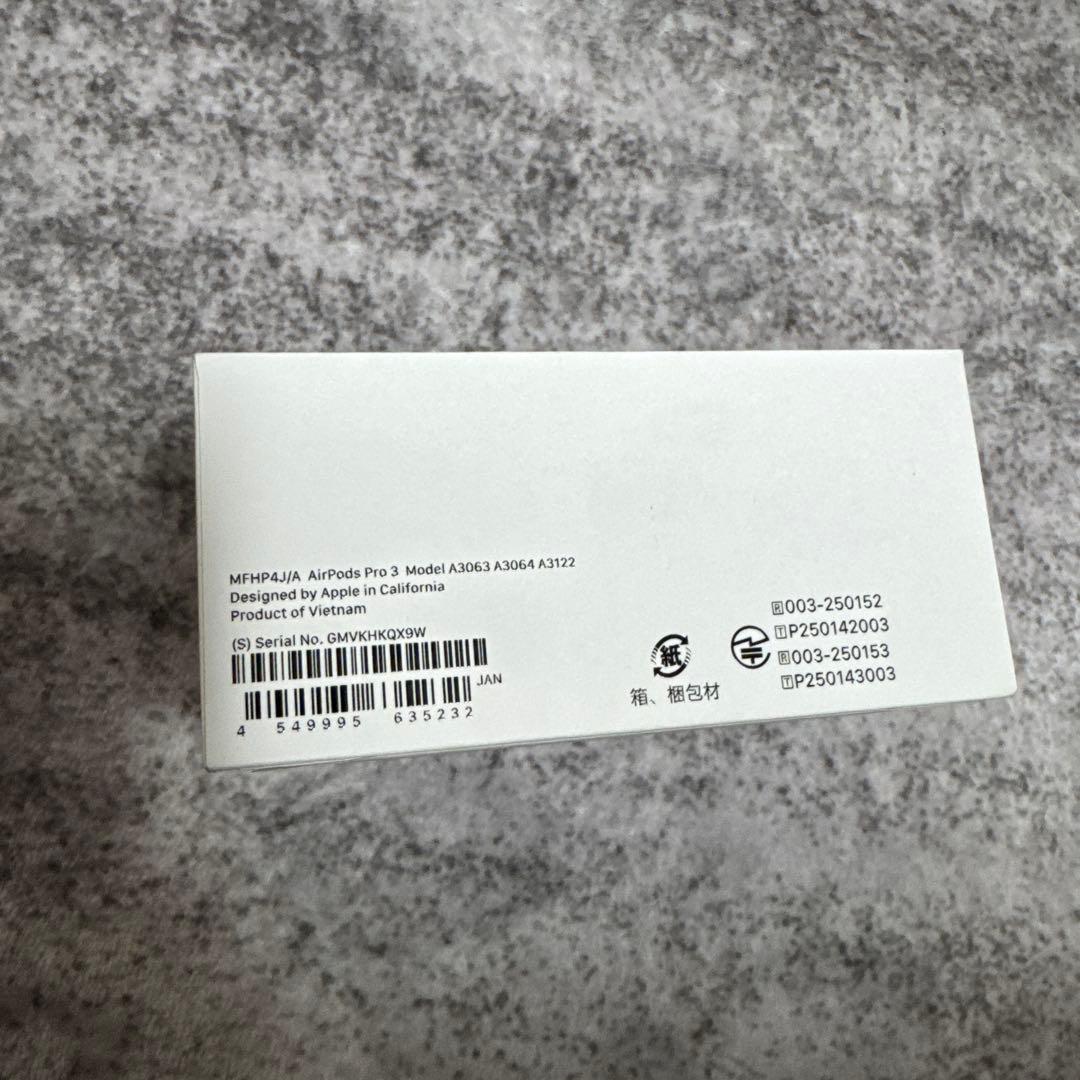 MFHP4J/A AirPods Pro 3 Model A3063 A3064 A3122
Designed by Apple in California
Product of Vietnam
(S) Serial No. GMVKHKQX9W
JAN
4 549995 635232
紙
箱、梱包材
R003-250152
TP250142003
R003-250153
TP250143003